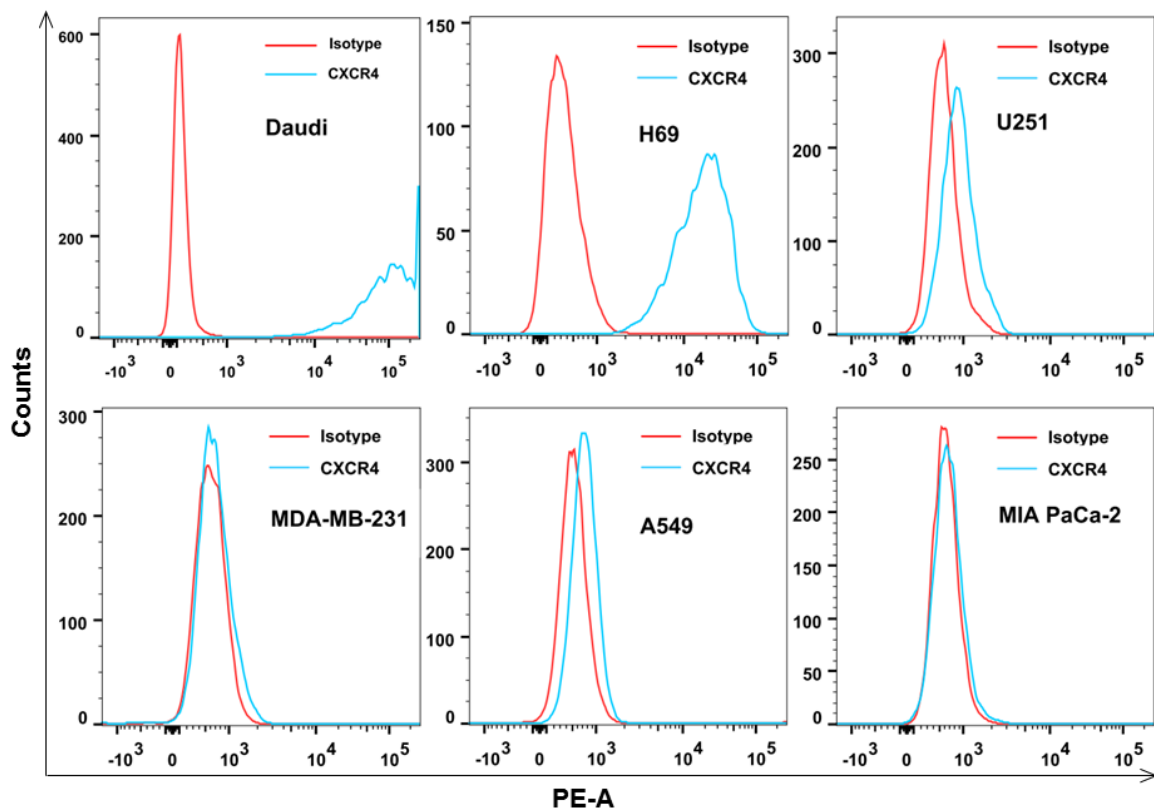 Counts
600
400
200
0
Isotype
CXCR4
Daudi
-10³ 0 10³ 10⁴ 10⁵
150
100
50
0
Isotype
CXCR4
H69
-10³ 0 10³ 10⁴ 10⁵
300
200
100
0
Isotype
CXCR4
U251
-10³ 0 10³ 10⁴ 10⁵
300
200
100
0
Isotype
CXCR4
MDA-MB-231
-10³ 0 10³ 10⁴ 10⁵
300
200
100
0
Isotype
CXCR4
A549
-10³ 0 10³ 10⁴ 10⁵
250
200
150
100
50
0
Isotype
CXCR4
MIA PaCa-2
-10³ 0 10³ 10⁴ 10⁵
PE-A